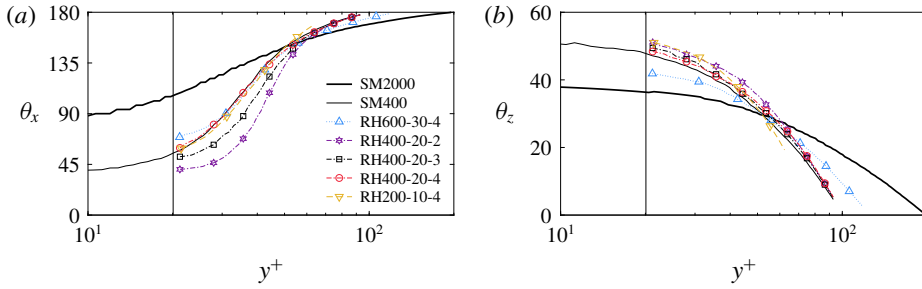 (a)
180
135
90
45
0
θx
10^1
10^2
y+
SM2000
SM400
RH600-30-4
RH400-20-2
RH400-20-3
RH400-20-4
RH200-10-4
(b)
60
40
20
0
θz
10^1
10^2
y+